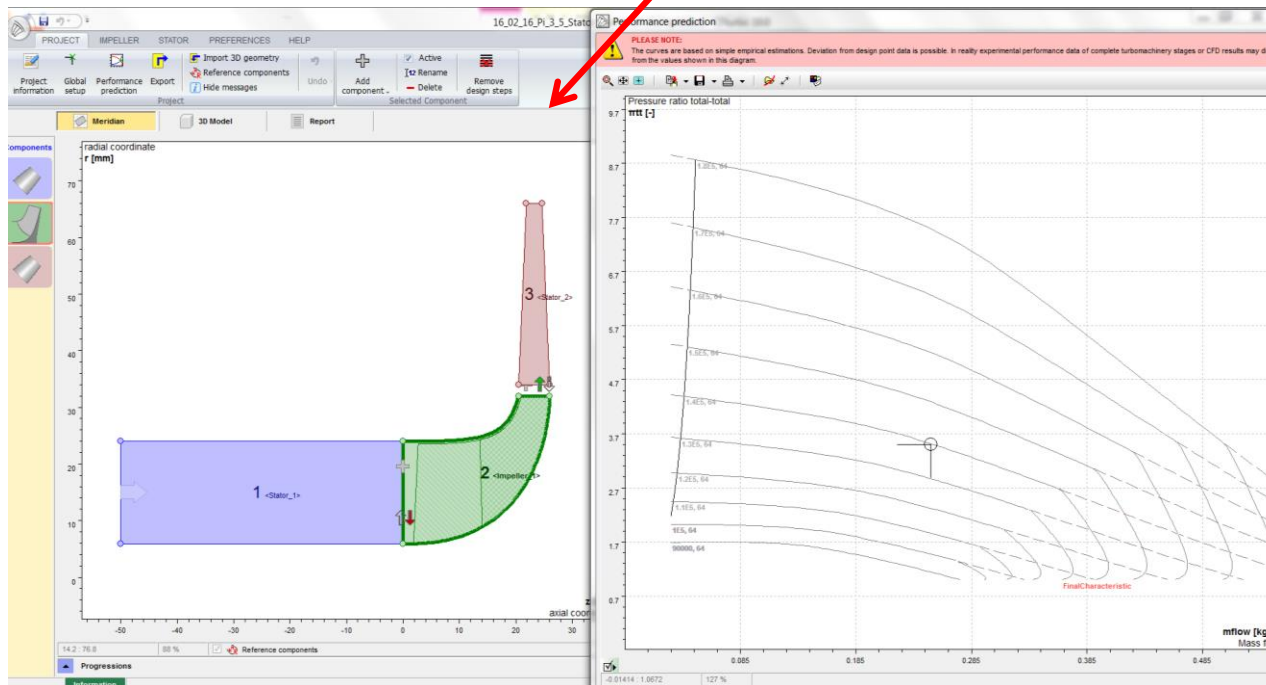 16_02_16_Pi_3_5_Stato
PROJECT IMPELLER STATOR PREFERENCES HELP
Project information
Global setup
Performance prediction
Export
Import 3D geometry
Reference components
Hide messages
Undo
Add component
Active
Rename
Delete
Remove design steps
Project
Selected Component
Meridian
3D Model
Report
Components
radial coordinate
r [mm]
70
60
50
40
30
20
10
0
1 <Stator_1>
2 <Impeller_1>
3 <Stator_2>
axial coor
-50 -40 -30 -20 -10 0 10 20 30
14.2 : 76.8
88 %
Reference components
Progressions
Information
Performance prediction
PLEASE NOTE:
The curves are based on simple empirical estimations. Deviation from design point data is possible. In reality experimental performance data of complete turbomachinery stages or CFD results may d
from the values shown in this diagram.
Pressure ratio total-total
πtt [-]
9.7
8.7
7.7
6.7
5.7
4.7
3.7
2.7
1.7
0.7
1.8E5, 64
1.7E5, 64
1.6E5, 64
1.5E5, 64
1.4E5, 64
1.3E5, 64
1.2E5, 64
1.1E5, 64
1E5, 64
90000, 64
FinalCharacteristic
mflow [kg
Mass f
0.085 0.185 0.285 0.385 0.485
-0.01414 : 1.0672
127 %